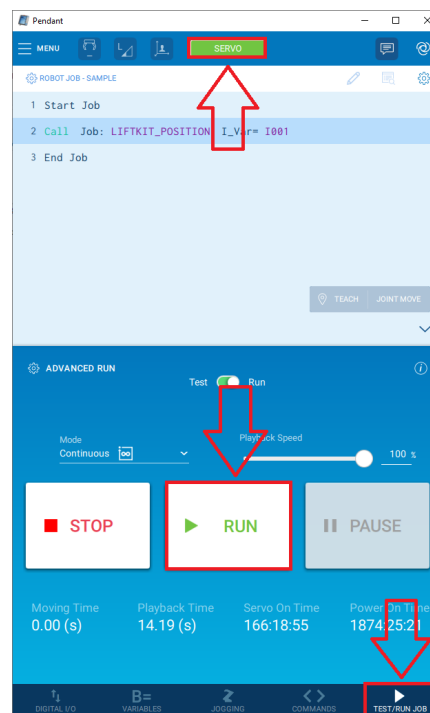 Pendant
MENU
SERVO
ROBOT JOB - SAMPLE
1 Start Job
2 Call Job: LIFTKIT_POSITION I_Var= I001
3 End Job
TEACH
JOINT MOVE
ADVANCED RUN
Test Run
Mode
Continuous
Playback Speed
100 %
STOP
RUN
PAUSE
Moving Time
0.00 (s)
Playback Time
14.19 (s)
Servo On Time
166:18:55
Power On Time
1874:25:21
DIGITAL I/O
VARIABLES
JOGGING
COMMANDS
TEST/RUN JOB